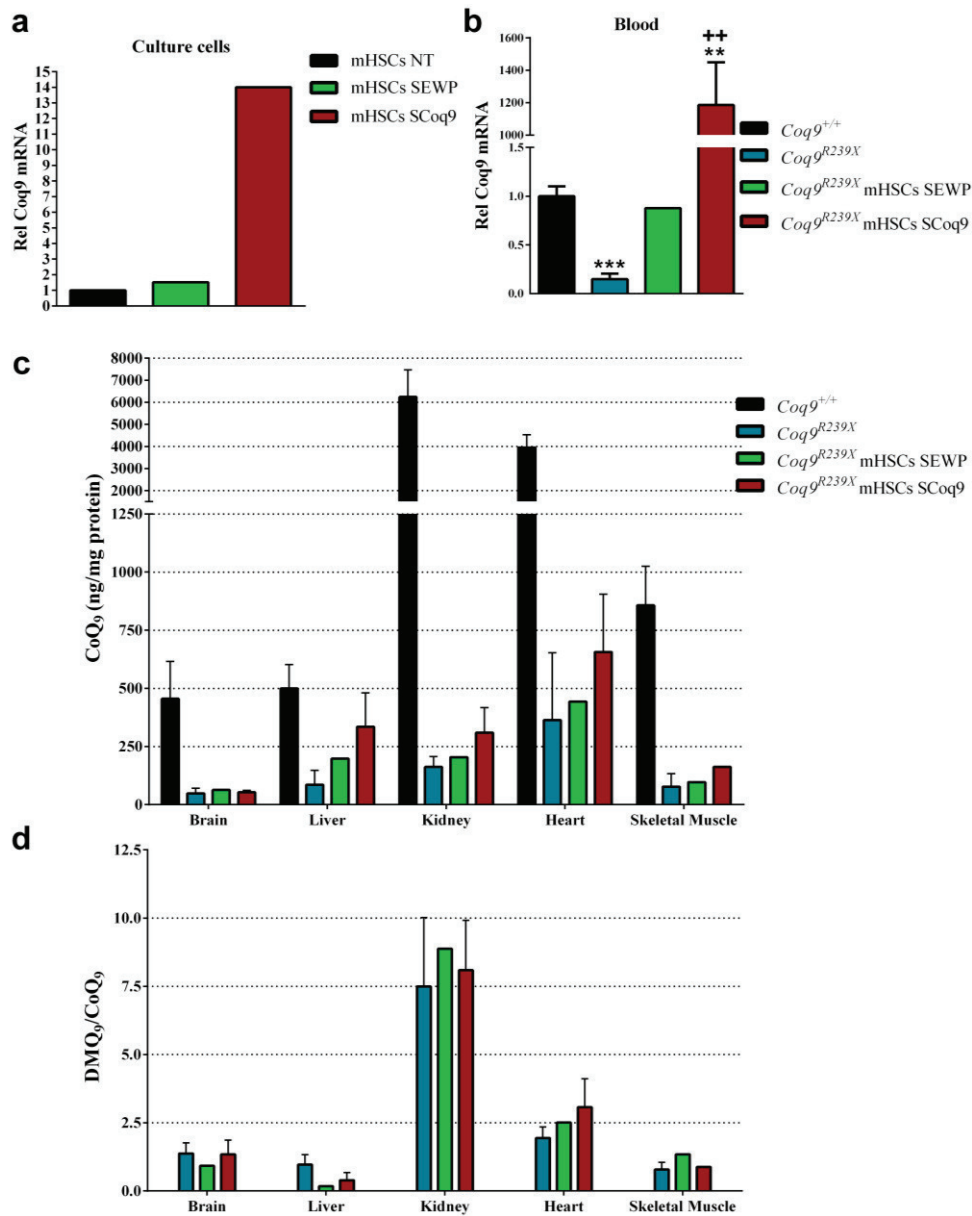 a
Culture cells
Rel Coq9 mRNA
15
14
13
12
11
10
9
8
7
6
5
4
3
2
1
0
mHSCs NT
mHSCs SEWP
mHSCs SCoq9
b
Blood
Rel Coq9 mRNA
1600
1400
1200
1000
1.0
0.5
0.0
***
++
**
Coq9+/+
Coq9R239X
Coq9R239X mHSCs SEWP
Coq9R239X mHSCs SCoq9
c
CoQ9 (ng/mg protein)
8000
7000
6000
5000
4000
3000
2000
1250
1000
750
500
250
0
Brain Liver Kidney Heart Skeletal Muscle
Coq9+/+
Coq9R239X
Coq9R239X mHSCs SEWP
Coq9R239X mHSCs SCoq9
d
DMQ9/CoQ9
12.5
10.0
7.5
5.0
2.5
0.0
Brain Liver Kidney Heart Skeletal Muscle